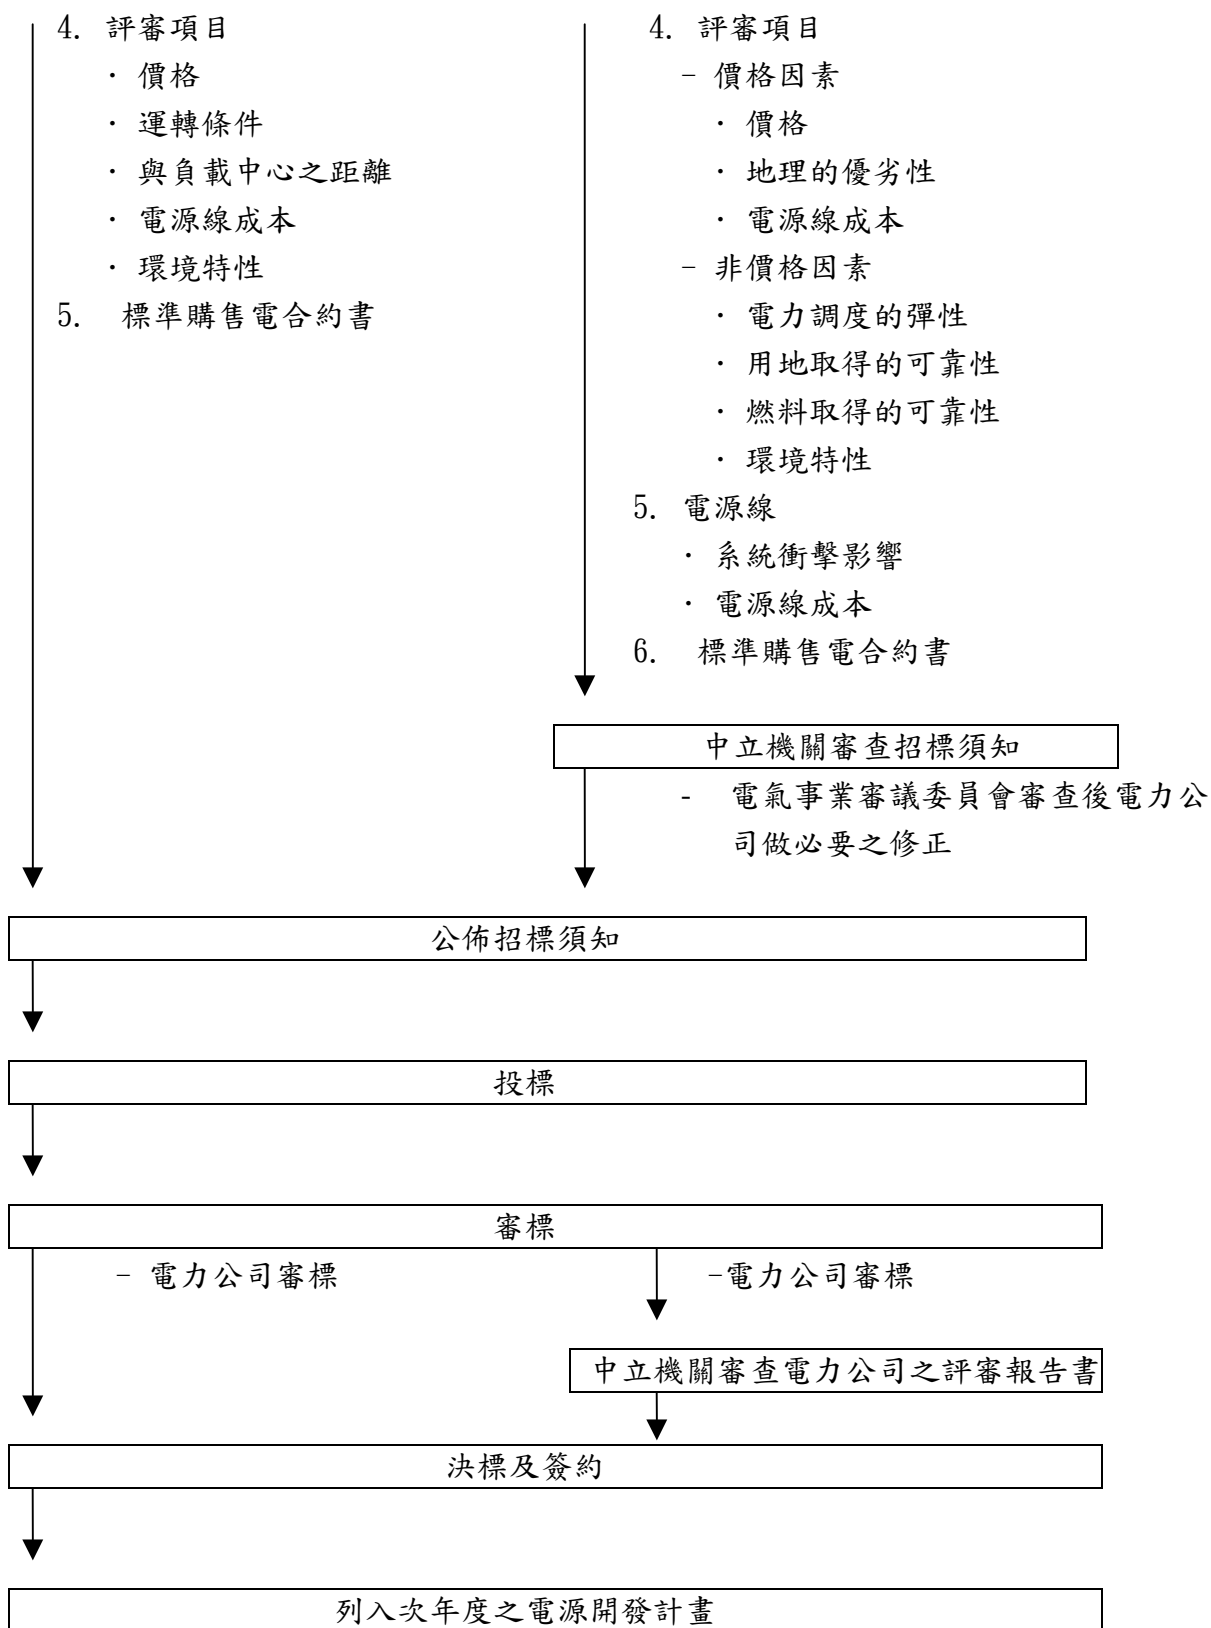 4. 評審項目
· 價格
· 運轉條件
· 與負載中心之距離
· 電源線成本
· 環境特性
5. 標準購售電合約書
4. 評審項目
- 價格因素
· 價格
· 地理的優劣性
· 電源線成本
- 非價格因素
· 電力調度的彈性
· 用地取得的可靠性
· 燃料取得的可靠性
· 環境特性
5. 電源線
· 系統衝擊影響
· 電源線成本
6. 標準購售電合約書
中立機關審查招標須知
- 電氣事業審議委員會審查後電力公
司做必要之修正
公佈招標須知
投標
審標
- 電力公司審標
-電力公司審標
中立機關審查電力公司之評審報告書
決標及簽約
列入次年度之電源開發計畫